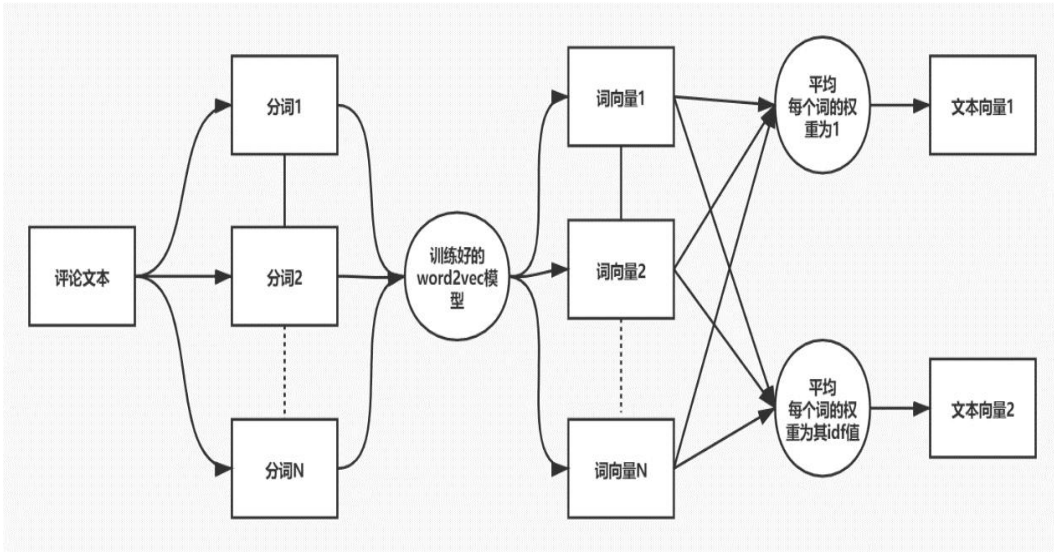 评论文本
分词1
分词2
分词N
训练好的
word2vec模
型
词向量1
词向量2
词向量N
平均
每个词的权
重为1
平均
每个词的权
重为其idf值
文本向量1
文本向量2